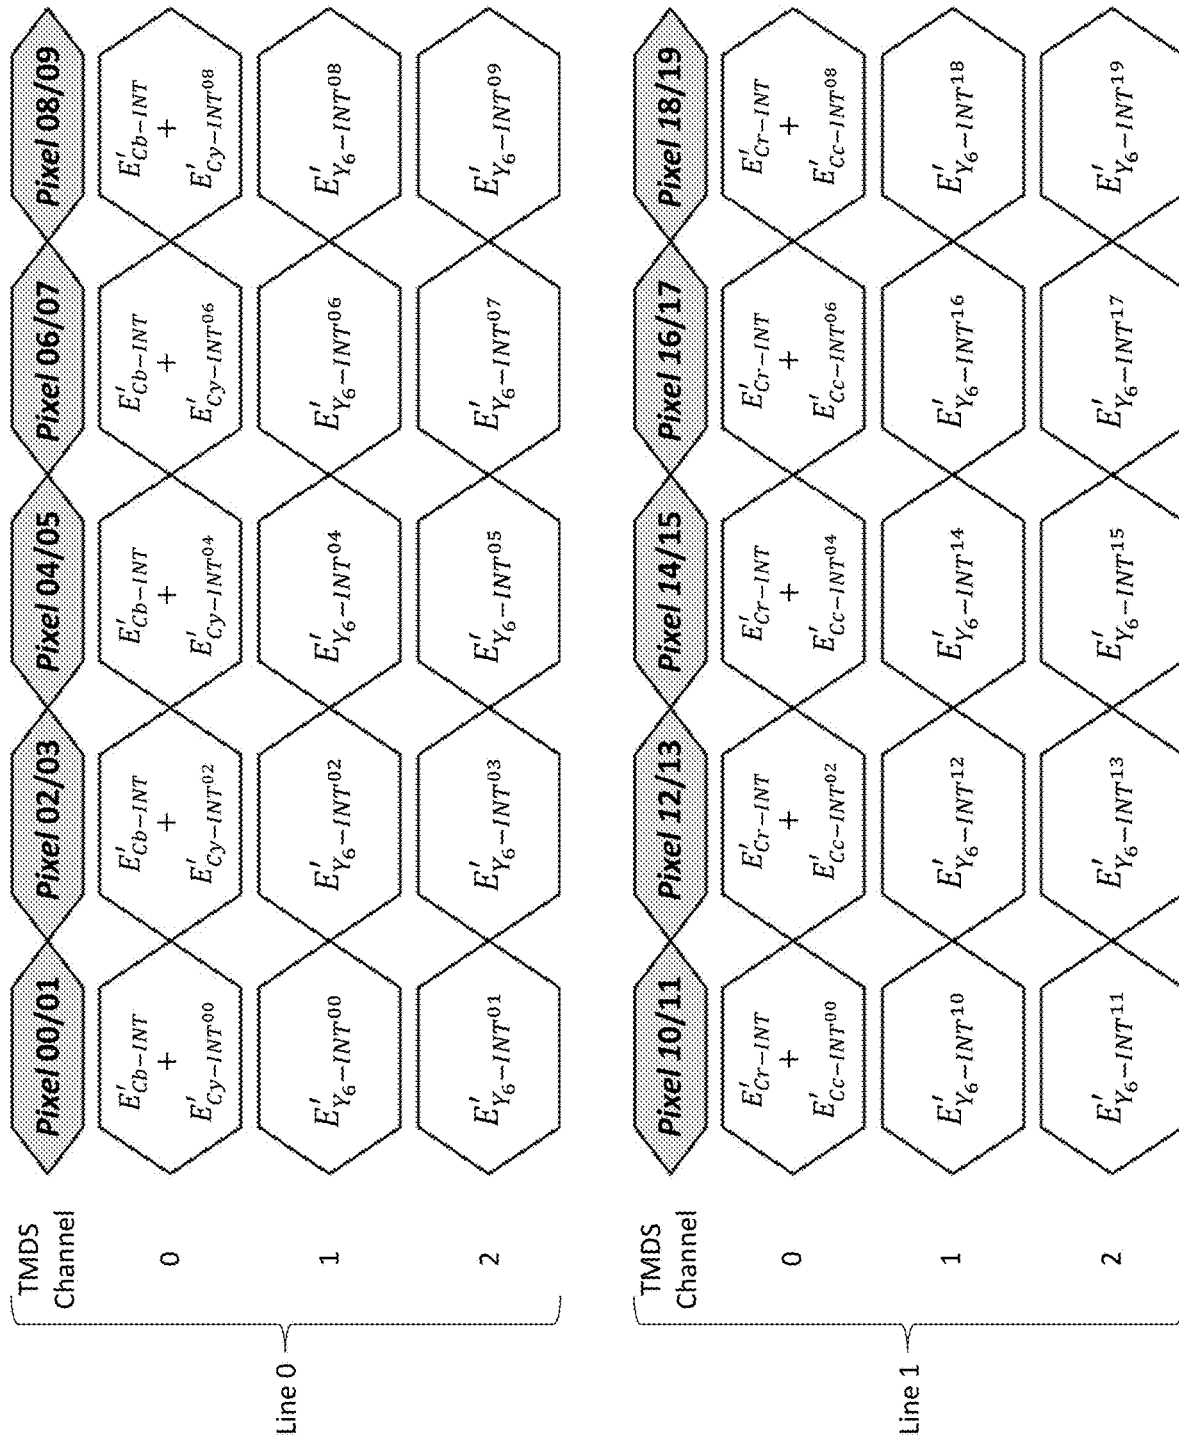 Line 0
TMDS Channel Pixel 00/01 Pixel 02/03 Pixel 04/05 Pixel 06/07 Pixel 08/09
0 E'Cb−INT + E'Cy−INT⁰⁰ E'Cb−INT + E'Cy−INT⁰² E'Cb−INT + E'Cy−INT⁰⁴ E'Cb−INT + E'Cy−INT⁰⁶ E'Cb−INT + E'Cy−INT⁰⁸
1 E'Y₆−INT⁰⁰ E'Y₆−INT⁰² E'Y₆−INT⁰⁴ E'Y₆−INT⁰⁶ E'Y₆−INT⁰⁸
2 E'Y₆−INT⁰¹ E'Y₆−INT⁰³ E'Y₆−INT⁰⁵ E'Y₆−INT⁰⁷ E'Y₆−INT⁰⁹
Line 1
TMDS Channel Pixel 10/11 Pixel 12/13 Pixel 14/15 Pixel 16/17 Pixel 18/19
0 E'Cr−INT + E'Cc−INT⁰⁰ E'Cr−INT + E'Cc−INT⁰² E'Cr−INT + E'Cc−INT⁰⁴ E'Cr−INT + E'Cc−INT⁰⁶ E'Cr−INT + E'Cc−INT⁰⁸
1 E'Y₆−INT¹⁰ E'Y₆−INT¹² E'Y₆−INT¹⁴ E'Y₆−INT¹⁶ E'Y₆−INT¹⁸
2 E'Y₆−INT¹¹ E'Y₆−INT¹³ E'Y₆−INT¹⁵ E'Y₆−INT¹⁷ E'Y₆−INT¹⁹